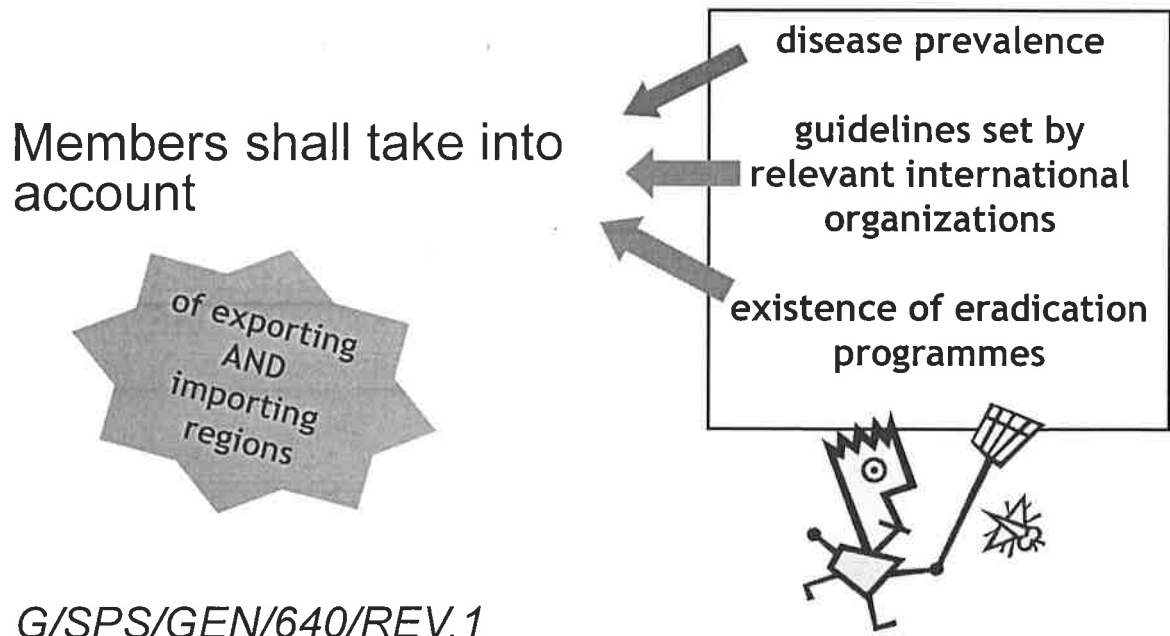 Members shall take into
account
disease prevalence
guidelines set by
relevant international
organizations
existence of eradication
programmes
of exporting
AND
importing
regions
G/SPS/GEN/640/REV.1